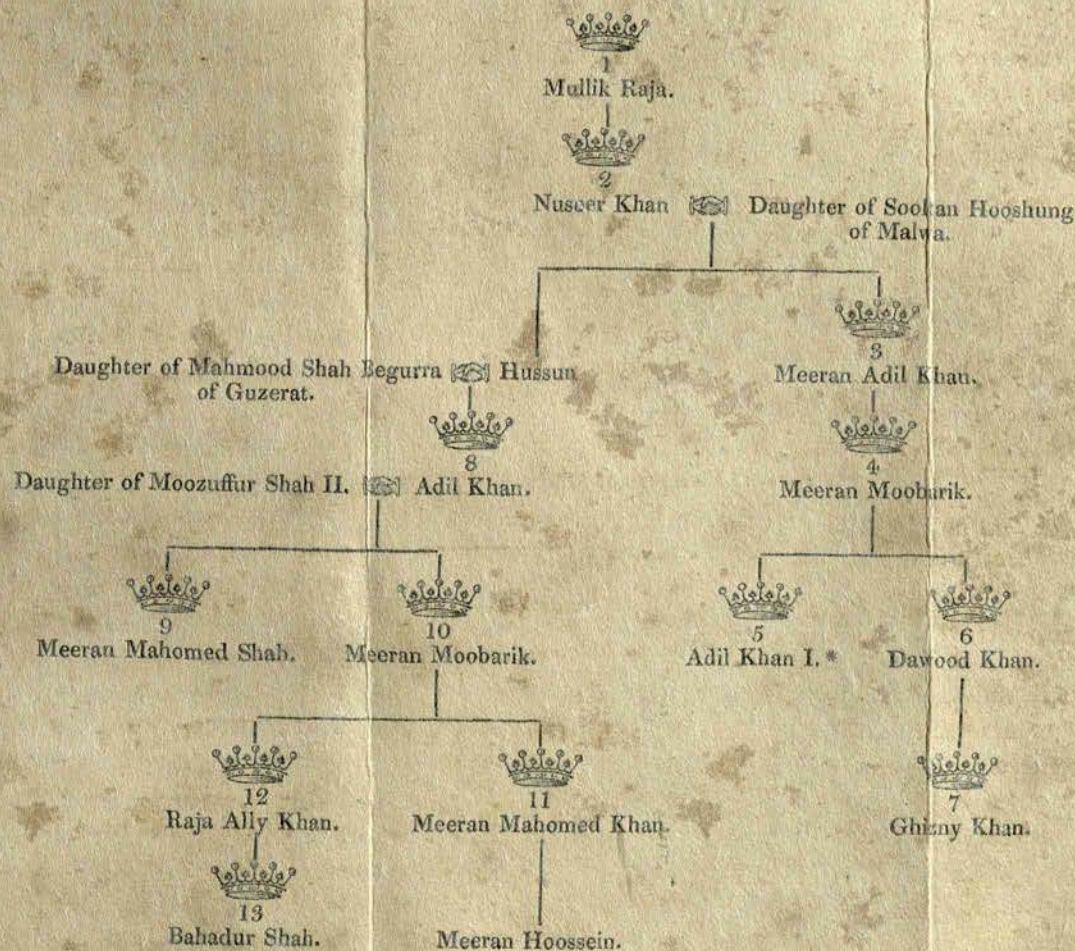 1
Mullik Raja.
2
Nuseer Khan Daughter of Sooltan Hooshung
of Malwa.
3
Daughter of Mahmood Shah Begurra Hussun
of Guzerat.
Meeran Adil Khan.
8
4
Daughter of Moozuffur Shah II. Adil Khan.
Meeran Moobarik.
9 10 5 6
Meeran Mahomed Shah. Meeran Moobarik. Adil Khan I. * Dawood Khan.
12 11 7
Raja Ally Khan. Meeran Mahomed Khan. Ghizny Khan.
13
Bahadur Shah. Meeran Hoossein.